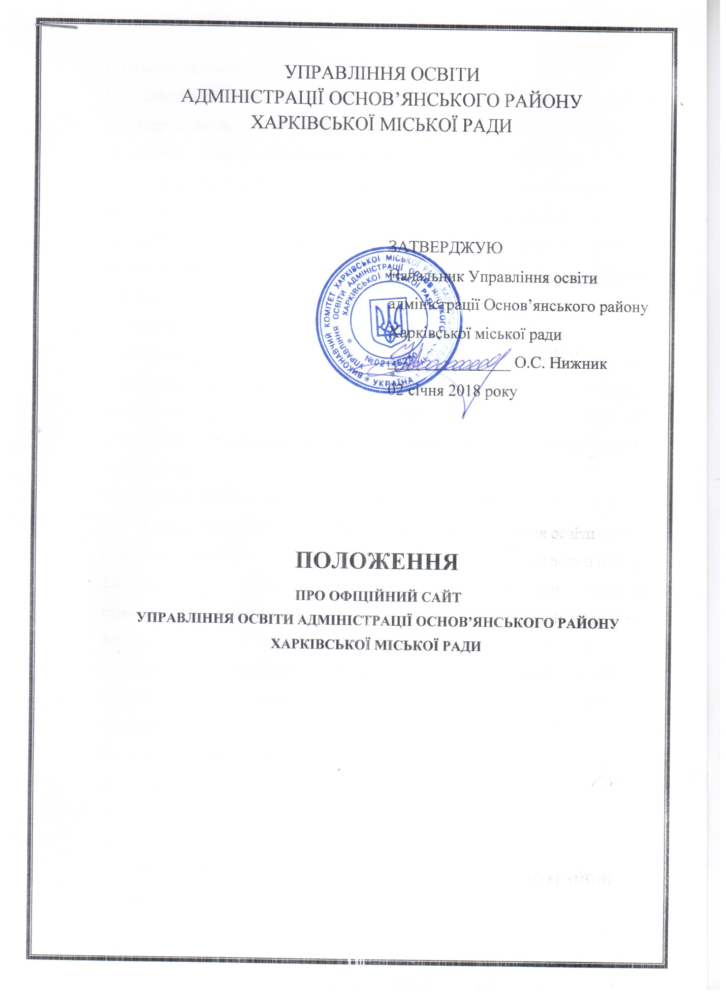 УПРАВЛІННЯ ОСВІТИ
АДМІНІСТРАЦІЇ ОСНОВ’ЯНСЬКОГО РАЙОНУ
ХАРКІВСЬКОЇ МІСЬКОЇ РАДИ
ЗАТВЕРДЖУЮ
Начальник Управління освіти
адміністрації Основ’янського району
Харківської міської ради
О.С. Нижник
02 січня 2018 року
ВИКОНАВЧИЙ КОМІТЕТ ХАРКІВСЬКОЇ МІСЬКОЇ РАДИ
УПРАВЛІННЯ ОСВІТИ АДМІНІСТРАЦІЇ ОСНОВ'ЯНСЬКОГО
ХАРКІВСЬКОЇ МІСЬКОЇ РАДИ
№02146280
* УКРАЇНА *
ПОЛОЖЕННЯ
ПРО ОФІЦІЙНИЙ САЙТ
УПРАВЛІННЯ ОСВІТИ АДМІНІСТРАЦІЇ ОСНОВ’ЯНСЬКОГО РАЙОНУ
ХАРКІВСЬКОЇ МІСЬКОЇ РАДИ